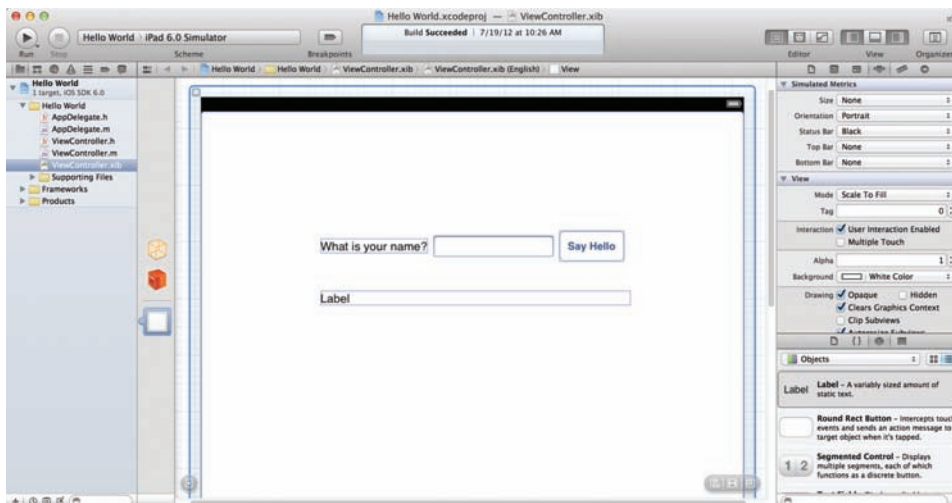 Hello World.xcodeproj — ViewController.xib
Run Stop
Hello World iPad 6.0 Simulator
Scheme
Breakpoints
Build Succeeded | 7/19/12 at 10:26 AM
Editor View Organizer
Hello World Hello World ViewController.xib ViewController.xib (English) View
Hello World
1 target, iOS SDK 6.0
Hello World
AppDelegate.h
AppDelegate.m
ViewController.h
ViewController.m
ViewController.xib
Supporting Files
Frameworks
Products
What is your name?
Say Hello
Label
Simulated Metrics
Size None
Orientation Portrait
Status Bar Black
Top Bar None
Bottom Bar None
View
Mode Scale To Fill
Tag 0
Interaction User Interaction Enabled
Multiple Touch
Alpha 1
Background White Color
Drawing Opaque Hidden
Clears Graphics Context
Clip Subviews
Autoresize Subviews
{}
Objects
Label
Label – A variably sized amount of
static text.
Round Rect Button – Intercepts touch
events and sends an action message to
target object when it's tapped.
1 2
Segmented Control – Displays
multiple segments, each of which
functions as a discrete button.